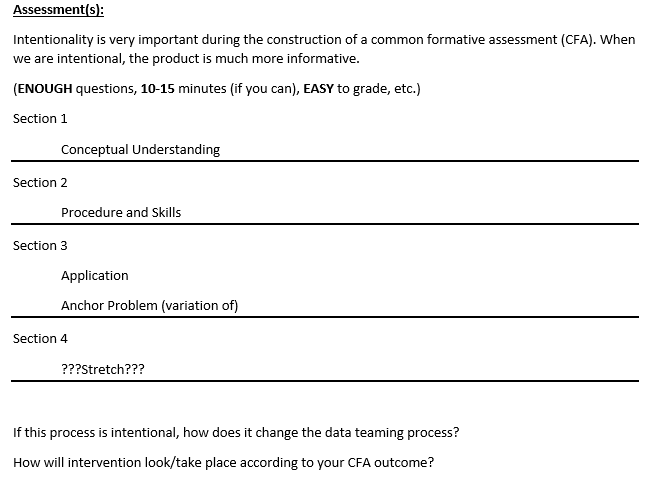 Assessment(s):
Intentionality is very important during the construction of a common formative assessment (CFA). When
we are intentional, the product is much more informative.
(ENOUGH questions, 10-15 minutes (if you can), EASY to grade, etc.)
Section 1
Conceptual Understanding
Section 2
Procedure and Skills
Section 3
Application
Anchor Problem (variation of)
Section 4
???Stretch???
If this process is intentional, how does it change the data teaming process?
How will intervention look/take place according to your CFA outcome?